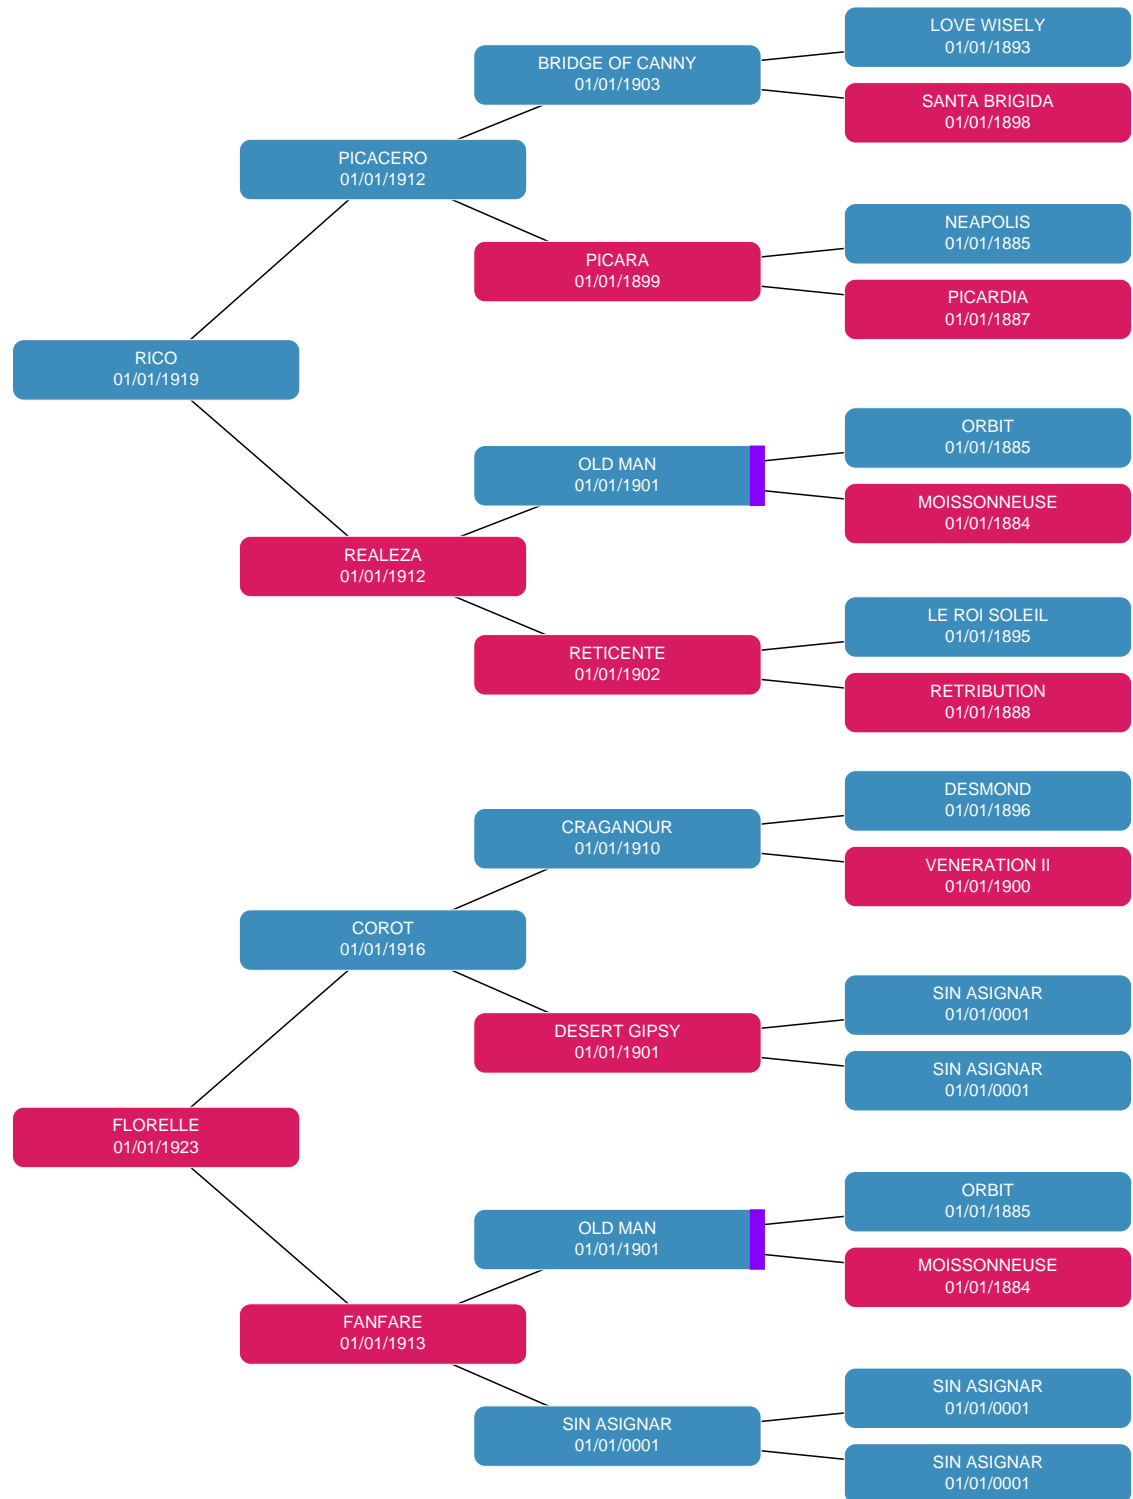 LOVE WISELY
01/01/1893
BRIDGE OF CANNY
01/01/1903
SANTA BRIGIDA
01/01/1898
PICACERO
01/01/1912
NEAPOLIS
01/01/1885
PICARA
01/01/1899
PICARDIA
01/01/1887
RICO
01/01/1919
ORBIT
01/01/1885
OLD MAN
01/01/1901
MOISSONNEUSE
01/01/1884
REALEZA
01/01/1912
LE ROI SOLEIL
01/01/1895
RETICENTE
01/01/1902
RETRIBUTION
01/01/1888
DESMOND
01/01/1896
CRAGANOUR
01/01/1910
VENERATION II
01/01/1900
COROT
01/01/1916
SIN ASIGNAR
01/01/0001
DESERT GIPSY
01/01/1901
SIN ASIGNAR
01/01/0001
FLORELLE
01/01/1923
ORBIT
01/01/1885
OLD MAN
01/01/1901
MOISSONNEUSE
01/01/1884
FANFARE
01/01/1913
SIN ASIGNAR
01/01/0001
SIN ASIGNAR
01/01/0001
SIN ASIGNAR
01/01/0001